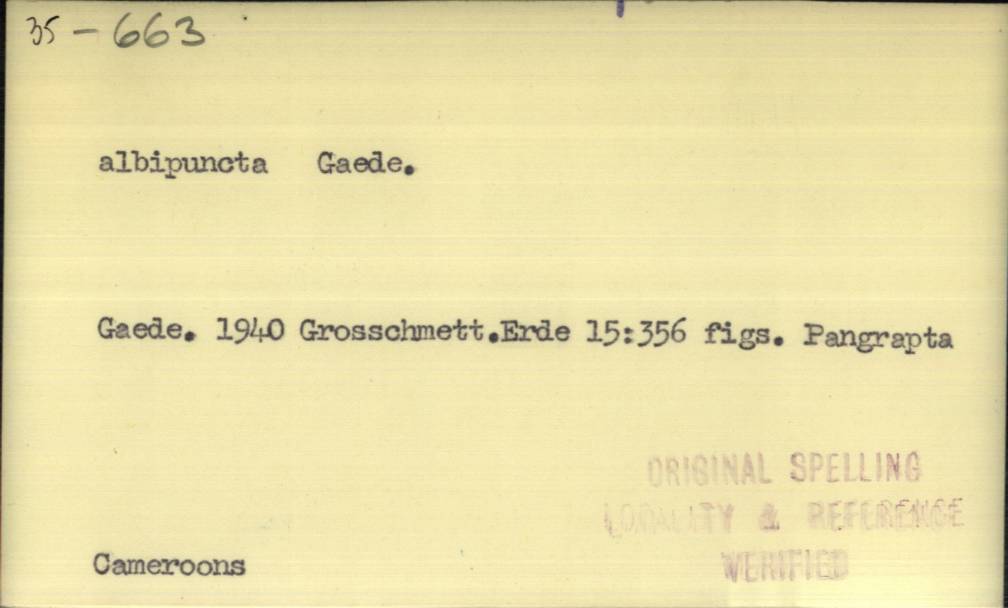 35 - 663
albipuncta Gaede.
Gaede. 1940 Grosschmett.Erde 15:356 figs. Pangrapta
ORIGINAL SPELLING
LOCALITY & REFERENCE
VERIFIED
Cameroons